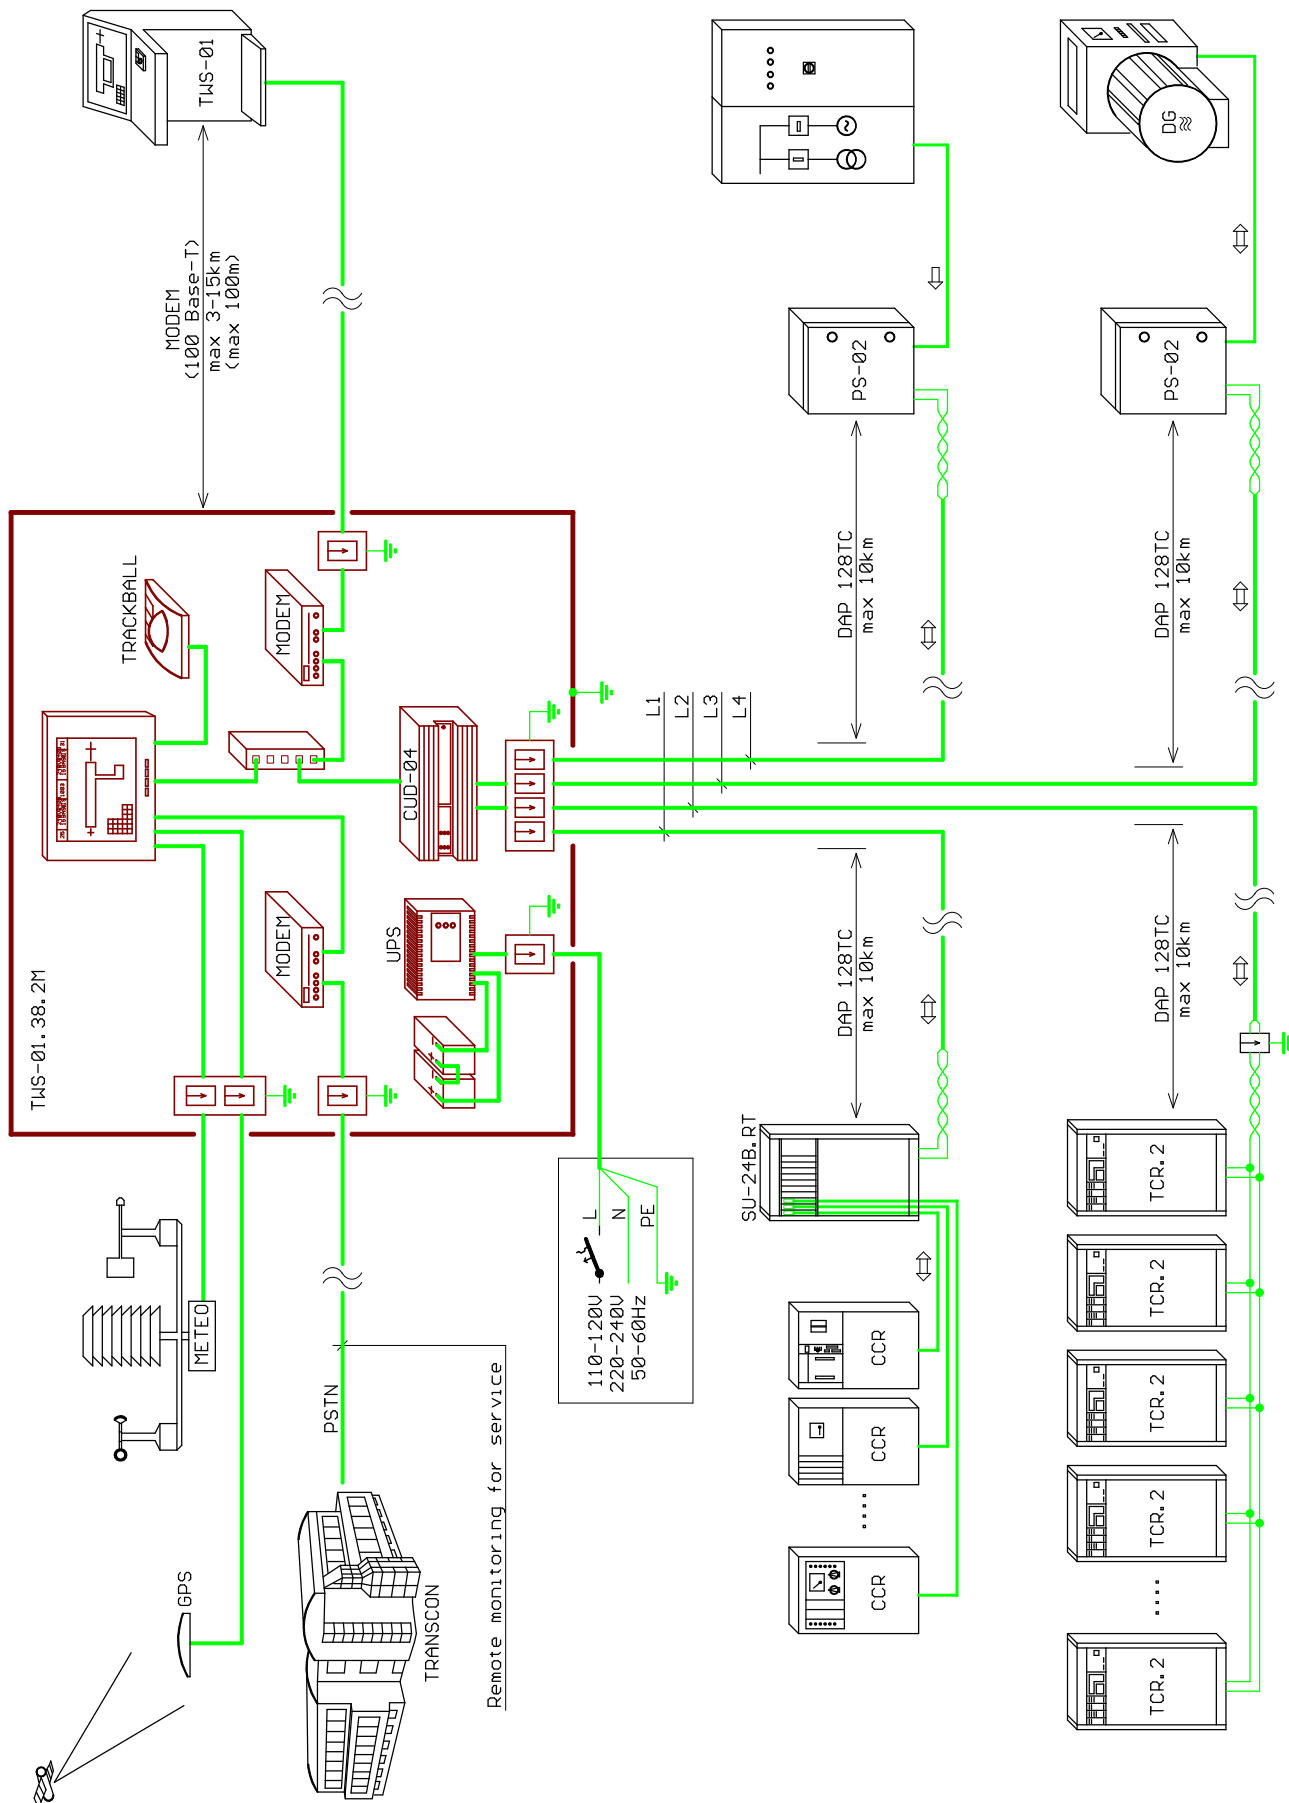 TWS-01.38.2M
METEO
GPS
TRACKBALL
MODEM
MODEM
TWS-01
MODEM
(100 Base-T)
max 3-15km
(max 100m)
PSTN
TRANSCON
Remote monitoring for service
UPS
CUD-04
110-120V
220-240V
50-60Hz
L
N
PE
L1
L2
L3
L4
SU-24B.RT
DAP 128TC
max 10km
DAP 128TC
max 10km
PS-02
CCR
CCR
CCR
DAP 128TC
max 10km
DAP 128TC
max 10km
PS-02
DG
TCR.2
TCR.2
TCR.2
TCR.2
TCR.2